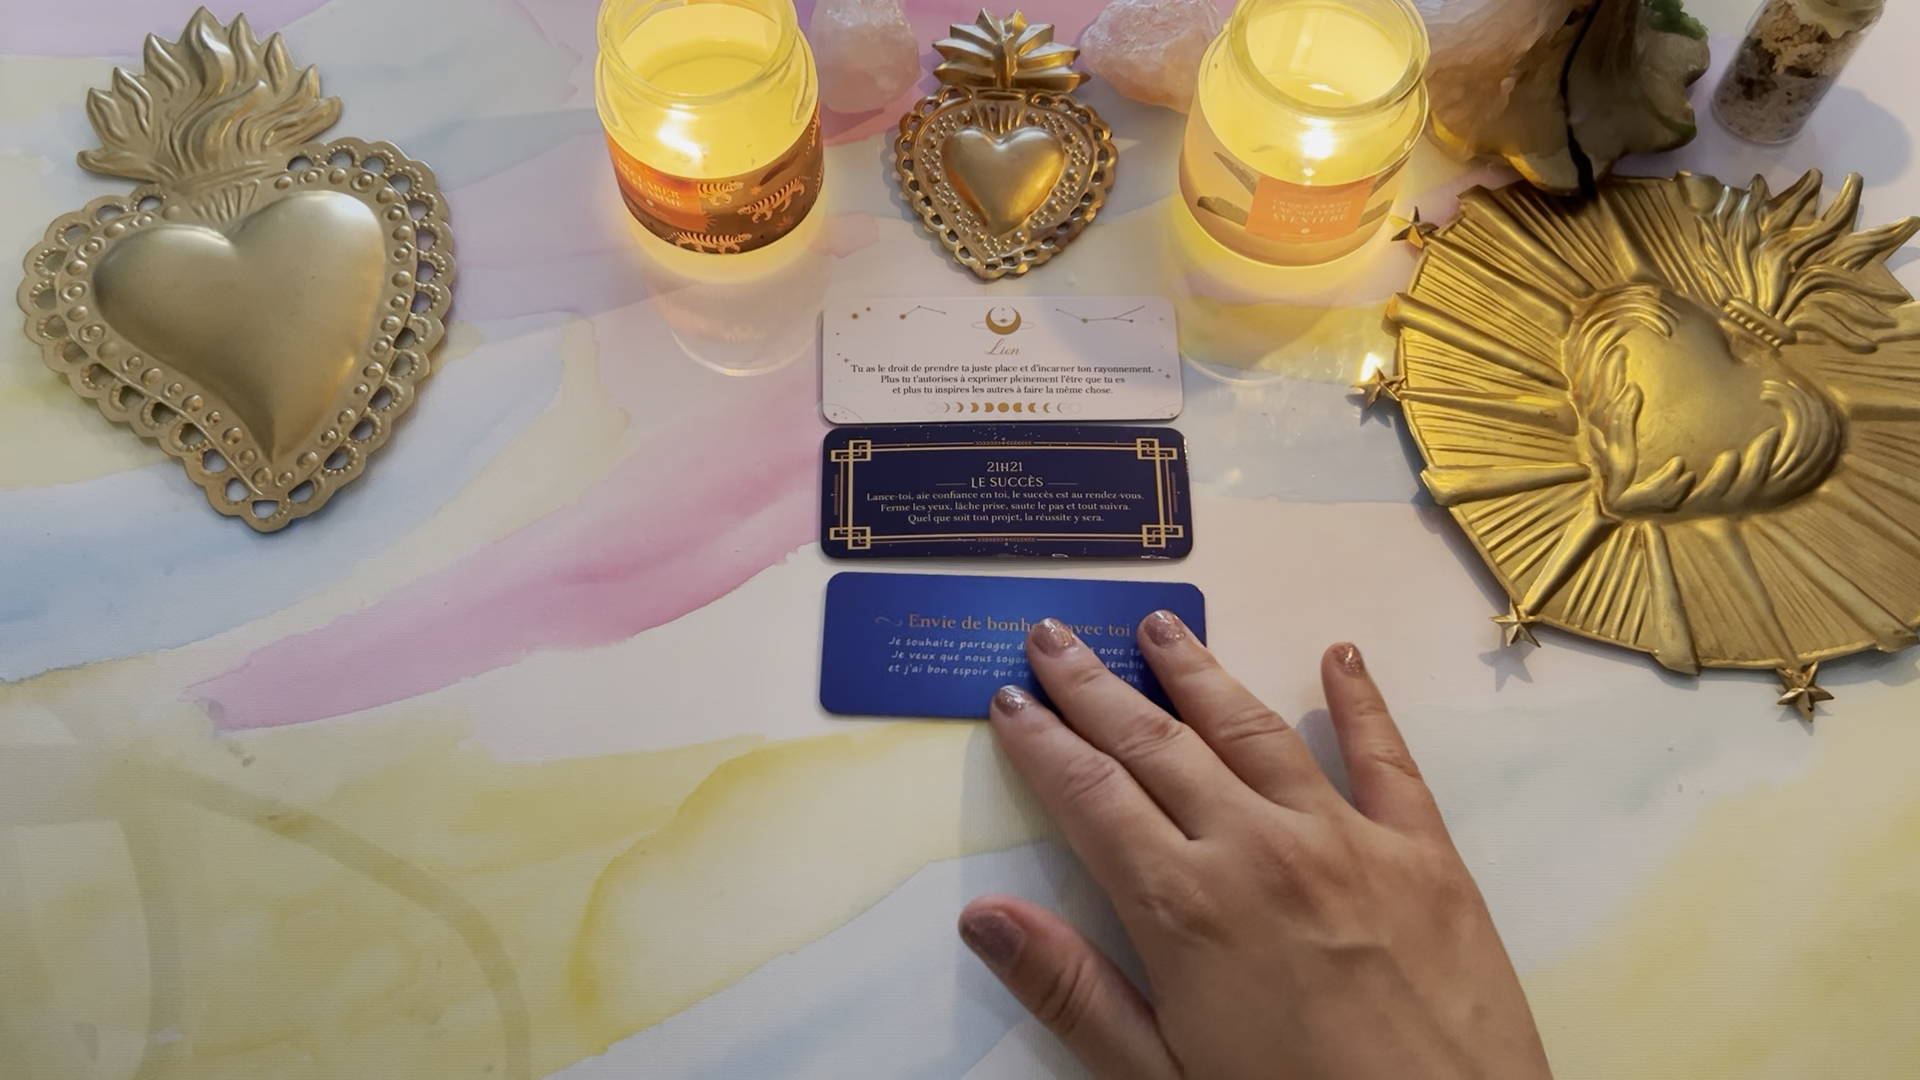 Lien
Tu as le droit de prendre ta juste place et d'incarner ton rayonnement.
Plus tu t'autorises à exprimer pleinement l'être que tu es
et plus tu inspires les autres à faire la même chose.
21H21
LE SUCCÈS
Lance-toi, aie confiance en toi, le succès est au rendez-vous.
Ferme les yeux, lâche prise, saute le pas et tout suivra.
Quel que soit ton projet, la réussite y sera.
Envie de bonh avec toi
Je souhaite partager d avec
Je veux que nous soyon semble
et j'ai bon espoir que